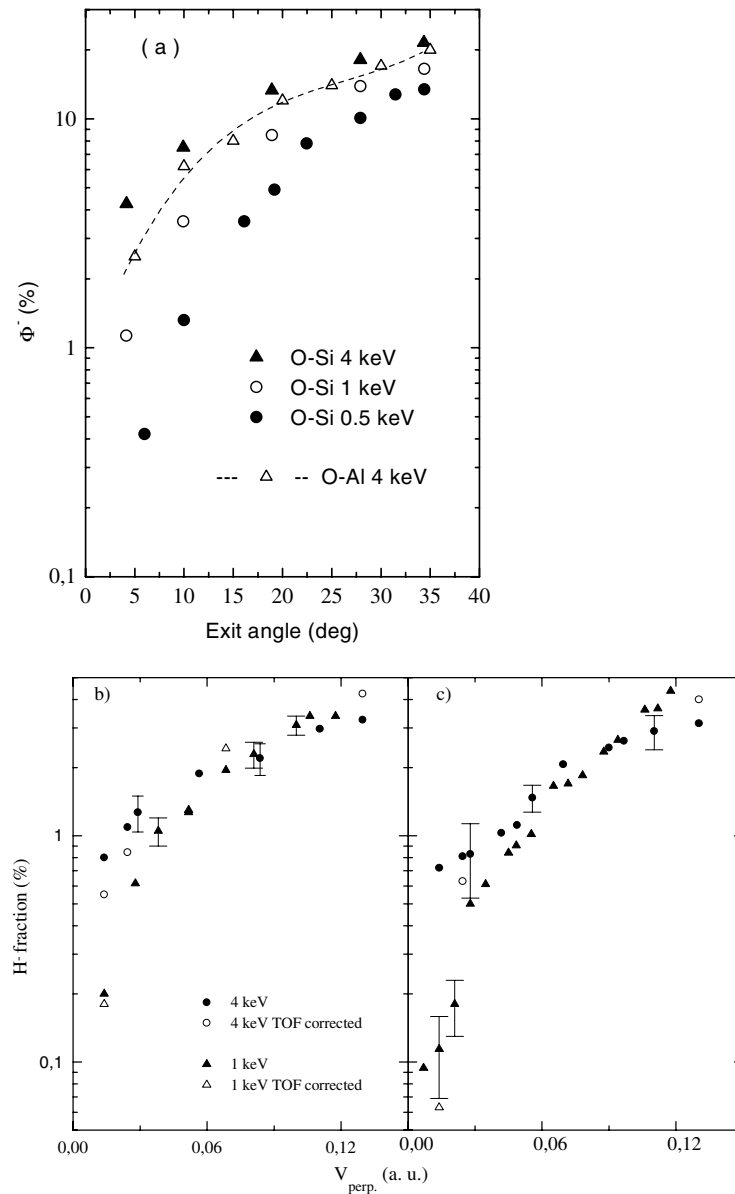 ( a )
10
1
0,1
Φ⁻ (%)
O-Si 4 keV
O-Si 1 keV
O-Si 0.5 keV
O-Al 4 keV
0 5 10 15 20 25 30 35 40
Exit angle (deg)
b)
c)
1
0,1
H⁻ fraction (%)
4 keV
4 keV TOF corrected
1 keV
1 keV TOF corrected
0,00 0,06 0,12 0,00 0,06 0,12
V perp. (a. u.)